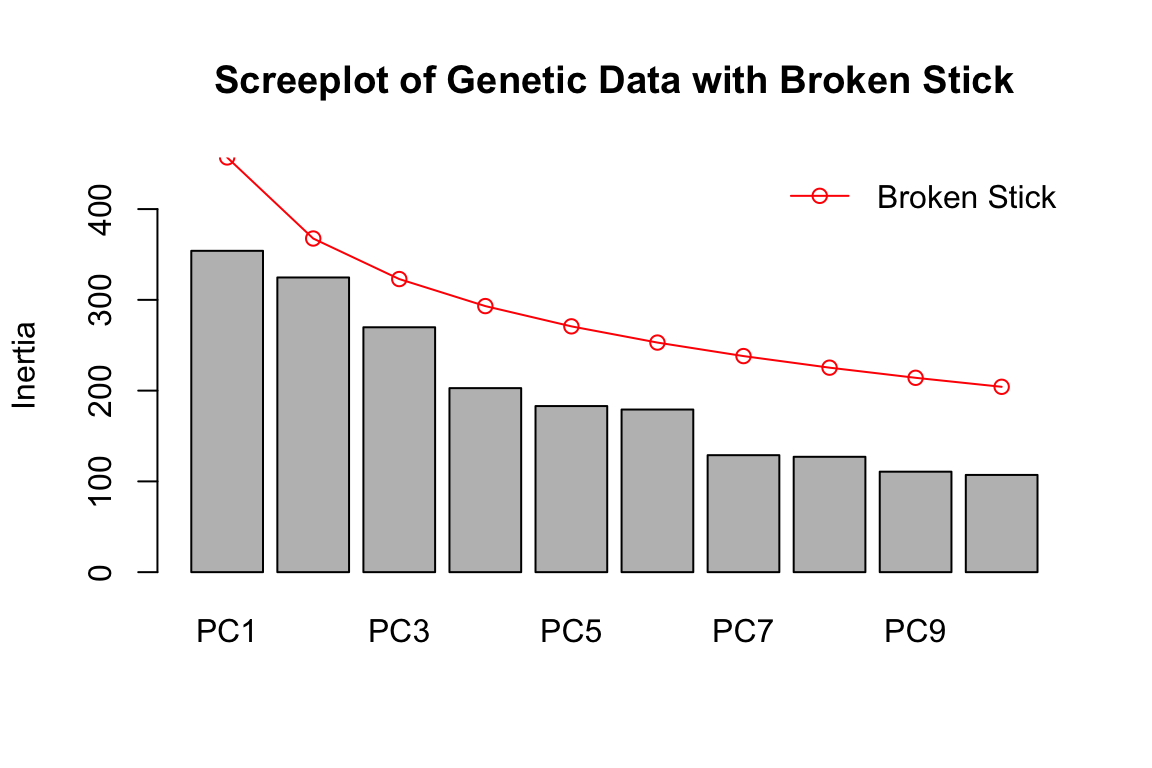 Screeplot of Genetic Data with Broken Stick
Broken Stick
Inertia
400
300
200
100
0
PC1 PC3 PC5 PC7 PC9